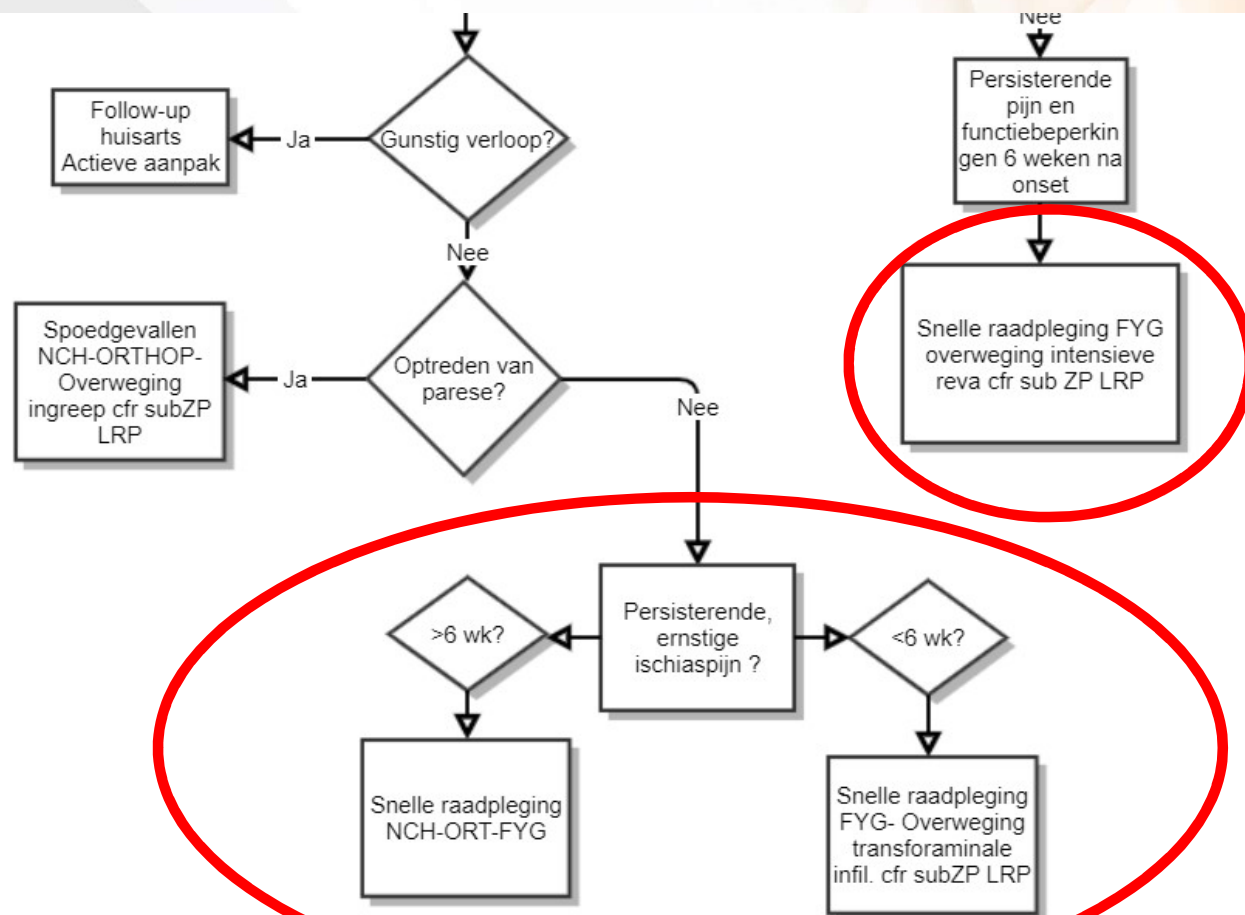 Nee
Follow-up
huisarts
Actieve aanpak
Ja
Gunstig verloop?
Persisterende
pijn en
functiebeperkin
gen 6 weken na
onset
Nee
Spoedgevallen
NCH-ORTHOP-
Overweging
ingreep cfr subZP
LRP
Ja
Optreden van
parese?
Nee
Snelle raadpleging FYG
overweging intensieve
reva cfr sub ZP LRP
>6 wk?
Persisterende,
ernstige
ischiaspijn ?
<6 wk?
Snelle raadpleging
NCH-ORT-FYG
Snelle raadpleging
FYG- Overweging
transforaminale
infil. cfr subZP LRP